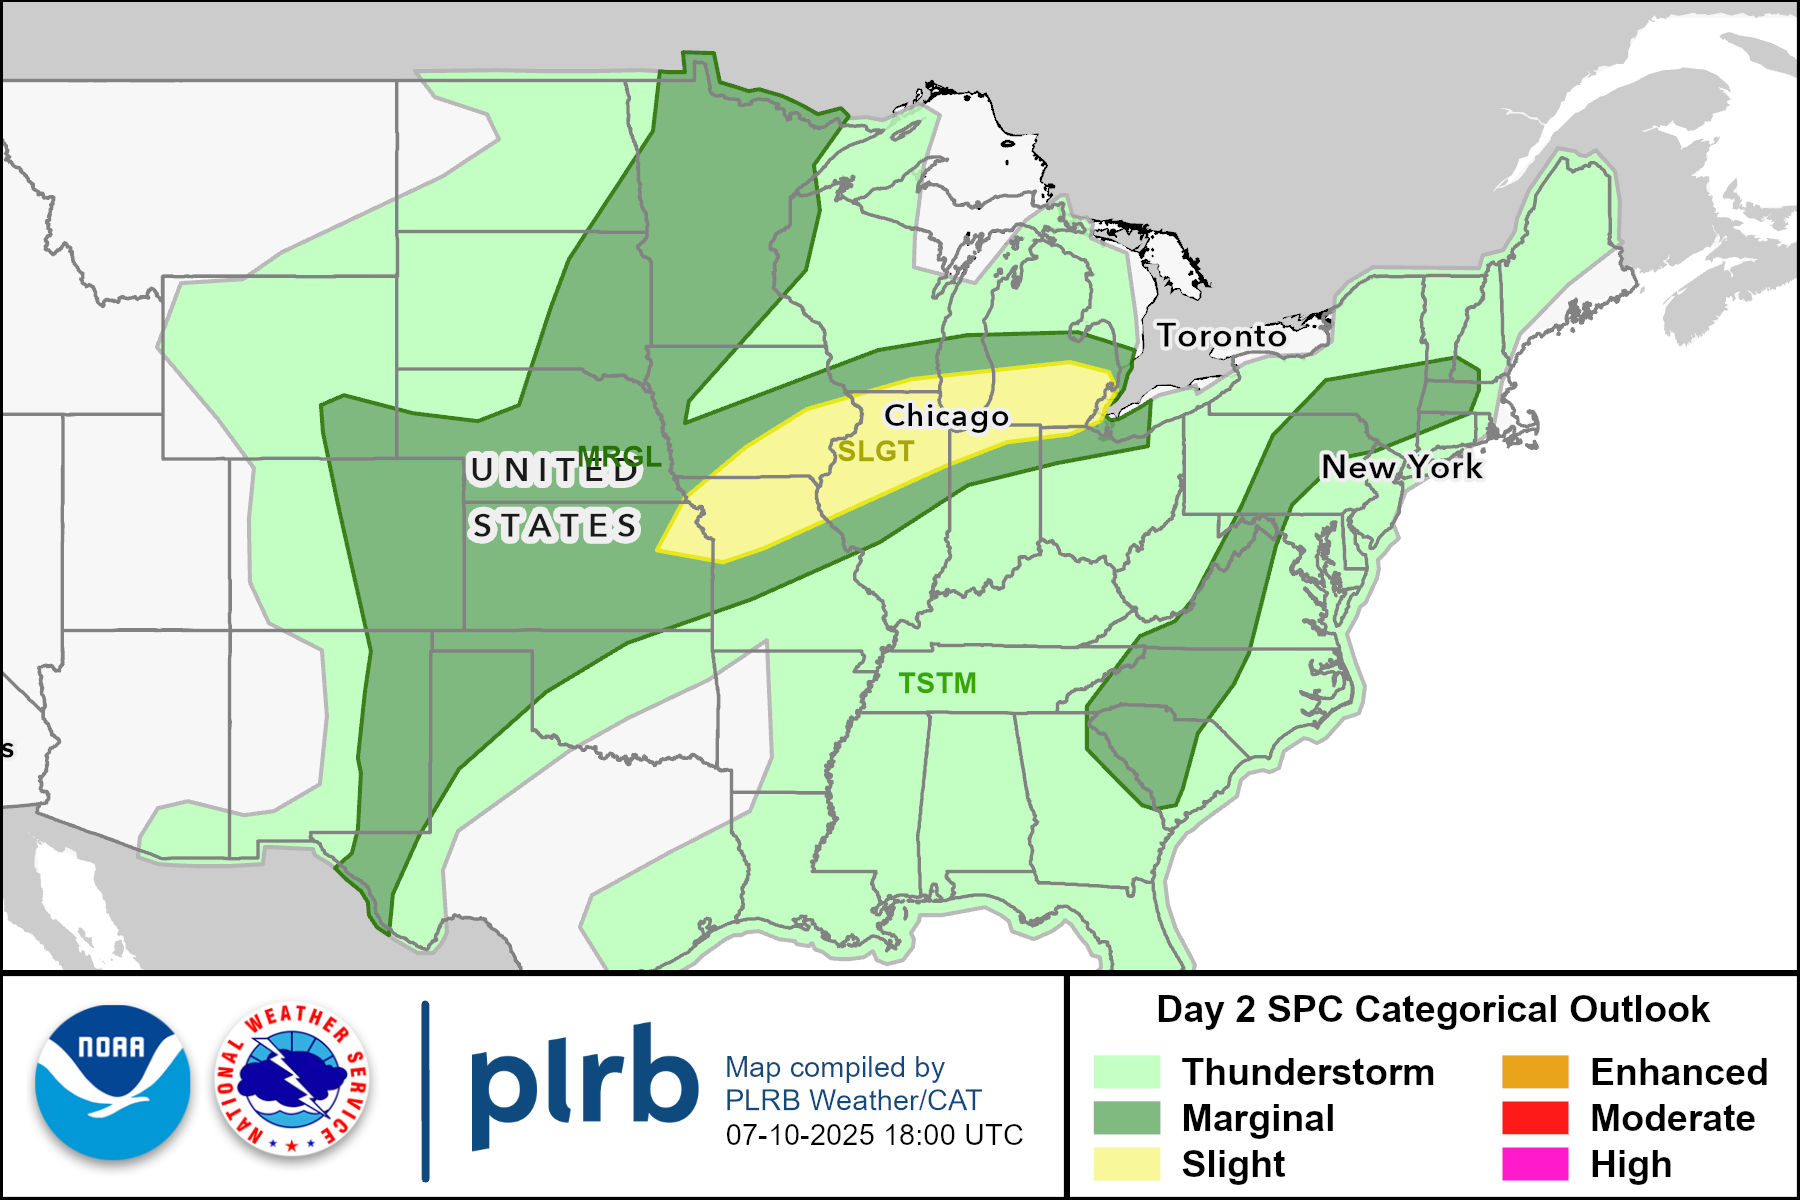 Toronto
Chicago
MRGL
SLGT
UNITED
STATES
New York
TSTM
s
NOAA
NATIONAL WEATHER SERVICE
plrb
Map compiled by
PLRB Weather/CAT
07-10-2025 18:00 UTC
Day 2 SPC Categorical Outlook
Thunderstorm
Marginal
Slight
Enhanced
Moderate
High